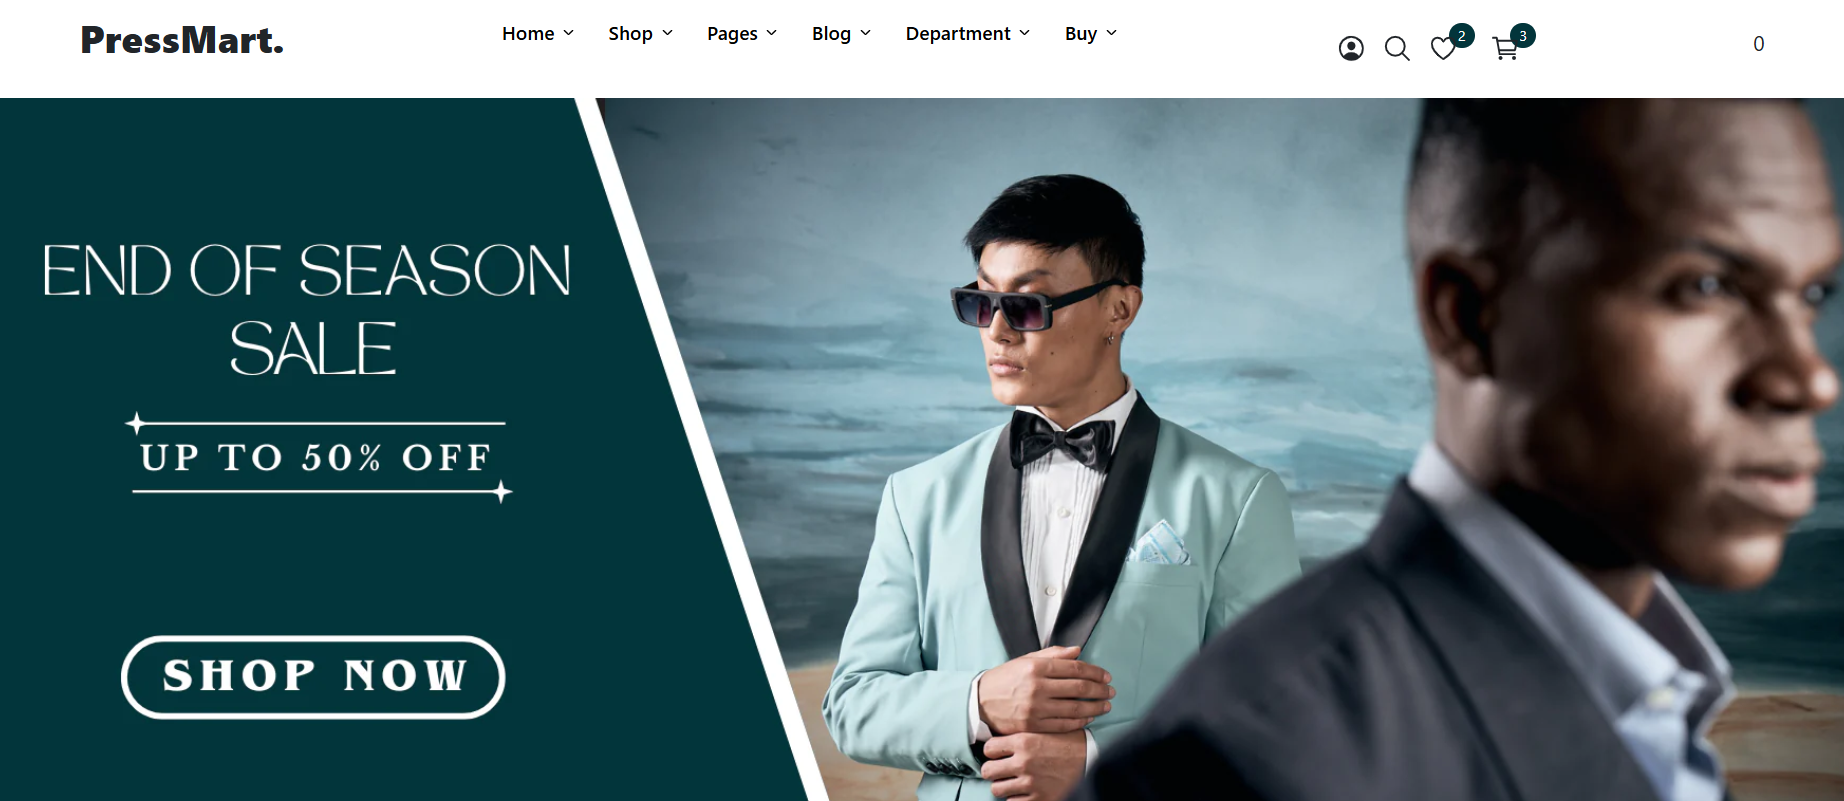 PressMart.
Home Shop Pages Blog Department Buy
2 3
0
END OF SEASON
SALE
UP TO 50% OFF
SHOP NOW